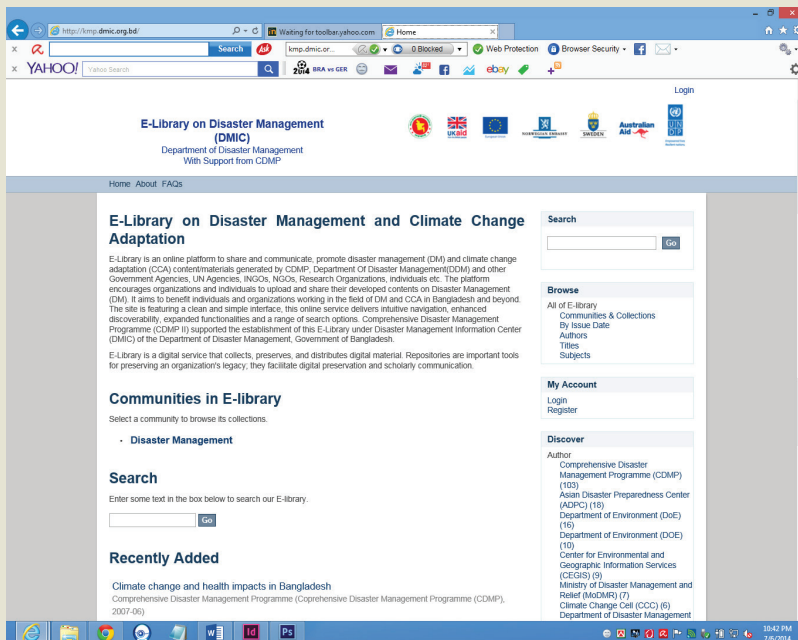 http://kmp.dmic.org.bd/
Waiting for toolbar.yahoo.com
Home
Search
Ask
kmp.dmic.or...
0 Blocked
Web Protection
Browser Security
YAHOO!
Yahoo Search
2014 BRA vs GER
ebay
Login
E-Library on Disaster Management
(DMIC)
Department of Disaster Management
With Support from CDMP
UKaid
NORWEGIAN EMBASSY
SWEDEN
Australian
Aid
UN
DP
Home About FAQs
E-Library on Disaster Management and Climate Change
Adaptation
E-Library is an online platform to share and communicate, promote disaster management (DM) and climate change
adaptation (CCA) content/materials generated by CDMP, Department Of Disaster Management(DDM) and other
Government Agencies, UN Agencies, INGOs, NGOs, Research Organizations, individuals etc. The platform
encourages organizations and individuals to upload and share their developed contents on Disaster Management
(DM). It aims to benefit individuals and organizations working in the field of DM and CCA in Bangladesh and beyond.
The site is featuring a clean and simple interface, this online service delivers intuitive navigation, enhanced
discoverability, expanded functionalities and a range of search options. Comprehensive Disaster Management
Programme (CDMP II) supported the establishment of this E-Library under Disaster Management Information Center
(DMIC) of the Department of Disaster Management, Government of Bangladesh.
E-Library is a digital service that collects, preserves, and distributes digital material. Repositories are important tools
for preserving an organization's legacy; they facilitate digital preservation and scholarly communication.
Communities in E-library
Select a community to browse its collections.
Disaster Management
Search
Enter some text in the box below to search our E-library.
Go
Recently Added
Climate change and health impacts in Bangladesh
Comprehensive Disaster Management Programme (Coprehensive Disaster Management Programme (CDMP),
2007-06)
Search
Go
Browse
All of E-library
Communities & Collections
By Issue Date
Authors
Titles
Subjects
My Account
Login
Register
Discover
Author
Comprehensive Disaster
Management Programme (CDMP)
(103)
Asian Disaster Preparedness Center
(ADPC) (18)
Department of Environment (DoE)
(16)
Department of Environment (DOE)
(10)
Center for Environmental and
Geographic Information Services
(CEGIS) (9)
Ministry of Disaster Management and
Relief (MoDMR) (7)
Climate Change Cell (CCC) (6)
Department of Disaster Management
Id
Ps
10:42 PM
7/6/2014